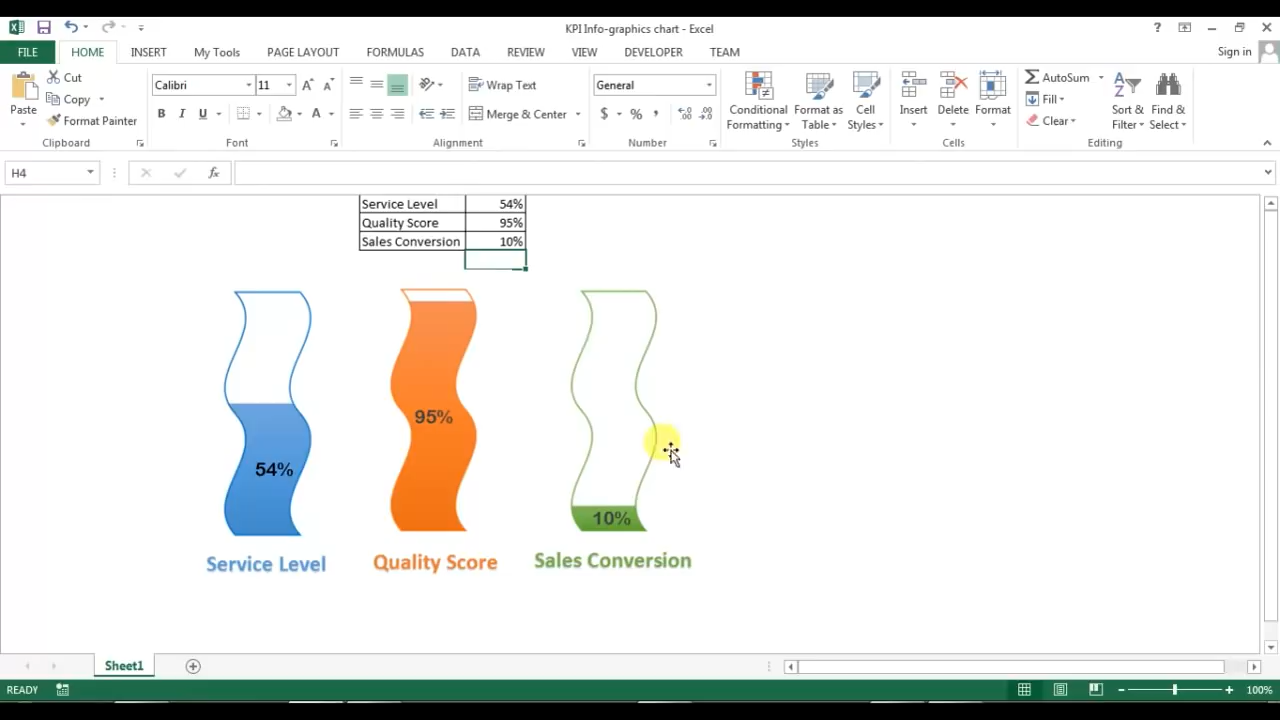 KPI Info-graphics chart - Excel
FILE HOME INSERT My Tools PAGE LAYOUT FORMULAS DATA REVIEW VIEW DEVELOPER TEAM Sign in
Paste
Cut
Copy
Format Painter
Clipboard
Calibri 11
B I U A
Font
Wrap Text
Merge & Center
Alignment
General
$ % ,
Number
Conditional Formatting
Format as Table
Cell Styles
Styles
Insert Delete Format
Cells
AutoSum
Fill
Clear
Sort & Filter
Find & Select
Editing
H4
fx
Service Level 54%
Quality Score 95%
Sales Conversion 10%
95%
54%
10%
Service Level Quality Score Sales Conversion
Sheet1
READY 100%